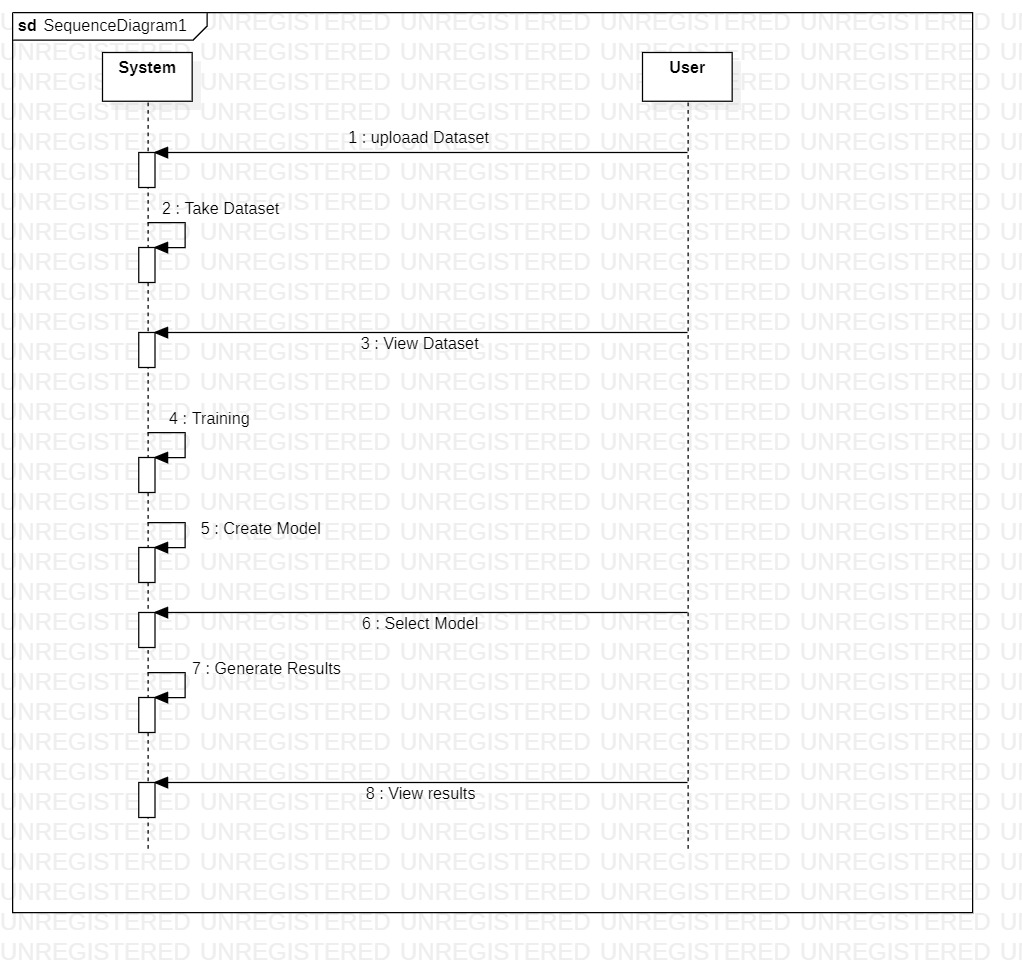 sd SequenceDiagram1
System
User
1 : uploaad Dataset
2 : Take Dataset
3 : View Dataset
4 : Training
5 : Create Model
6 : Select Model
7 : Generate Results
8 : View results
UNREGISTERED